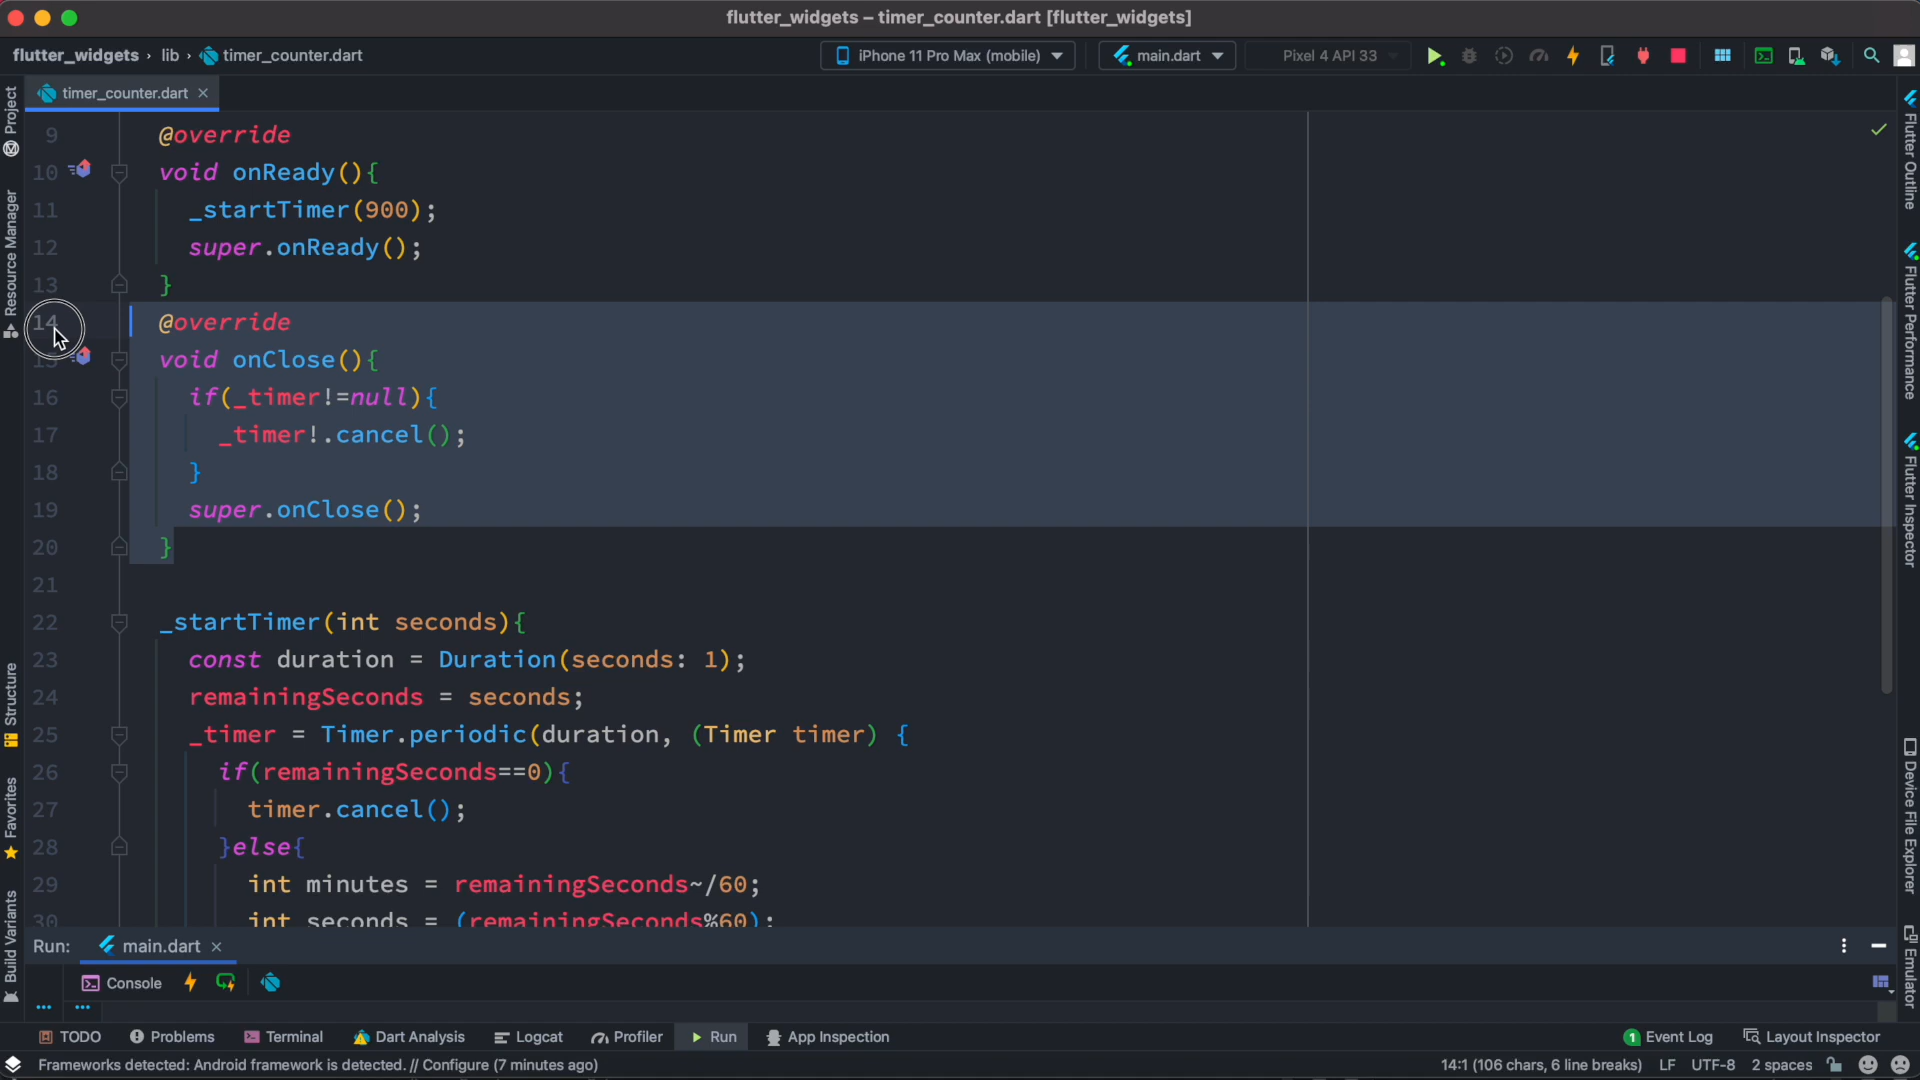 flutter_widgets – timer_counter.dart [flutter_widgets]
flutter_widgets › lib › timer_counter.dart
iPhone 11 Pro Max (mobile)
main.dart
Pixel 4 API 33
timer_counter.dart
Project
Resource Manager
Structure
Favorites
Build Variants
9 @override
10 void onReady(){
11 _startTimer(900);
12 super.onReady();
13 }
14 @override
15 void onClose(){
16 if(_timer!=null){
17 _timer!.cancel();
18 }
19 super.onClose();
20 }
21
22 _startTimer(int seconds){
23 const duration = Duration(seconds: 1);
24 remainingSeconds = seconds;
25 _timer = Timer.periodic(duration, (Timer timer) {
26 if(remainingSeconds==0){
27 timer.cancel();
28 }else{
29 int minutes = remainingSeconds~/60;
30 int seconds = (remainingSeconds%60);
Flutter Outline
Flutter Performance
Flutter Inspector
Device File Explorer
Emulator
Run: main.dart
Console
TODO Problems Terminal Dart Analysis Logcat Profiler Run App Inspection 1 Event Log Layout Inspector
Frameworks detected: Android framework is detected. // Configure (7 minutes ago) 14:1 (106 chars, 6 line breaks) LF UTF-8 2 spaces